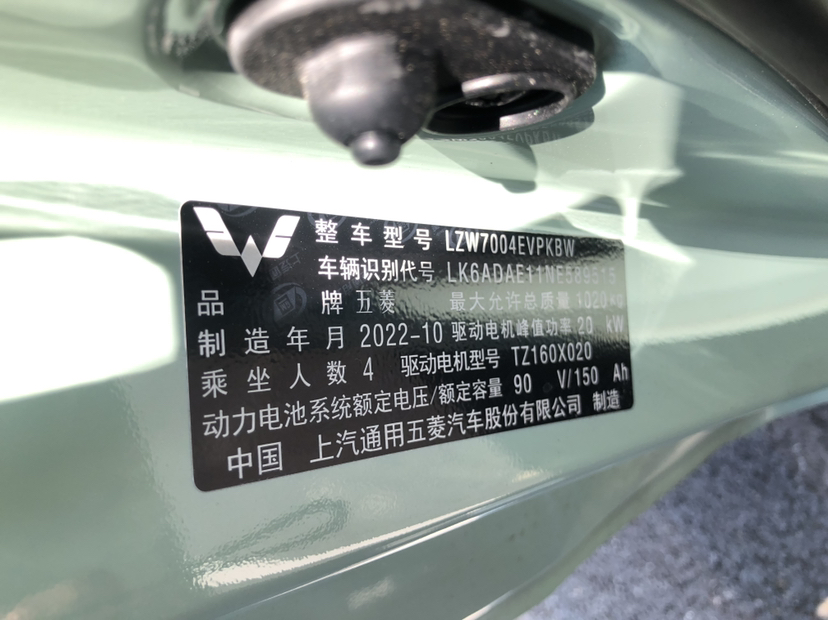 整车型号 LZW7004EVPKBW
车辆识别代号 LK6ADAE11NE589515
品牌 五菱 最大允许总质量 1020 kg
制造年月 2022-10 驱动电机峰值功率 20 kW
乘坐人数 4 驱动电机型号 TZ160X020
动力电池系统额定电压/额定容量 90 V/150 Ah
中国 上汽通用五菱汽车股份有限公司 制造